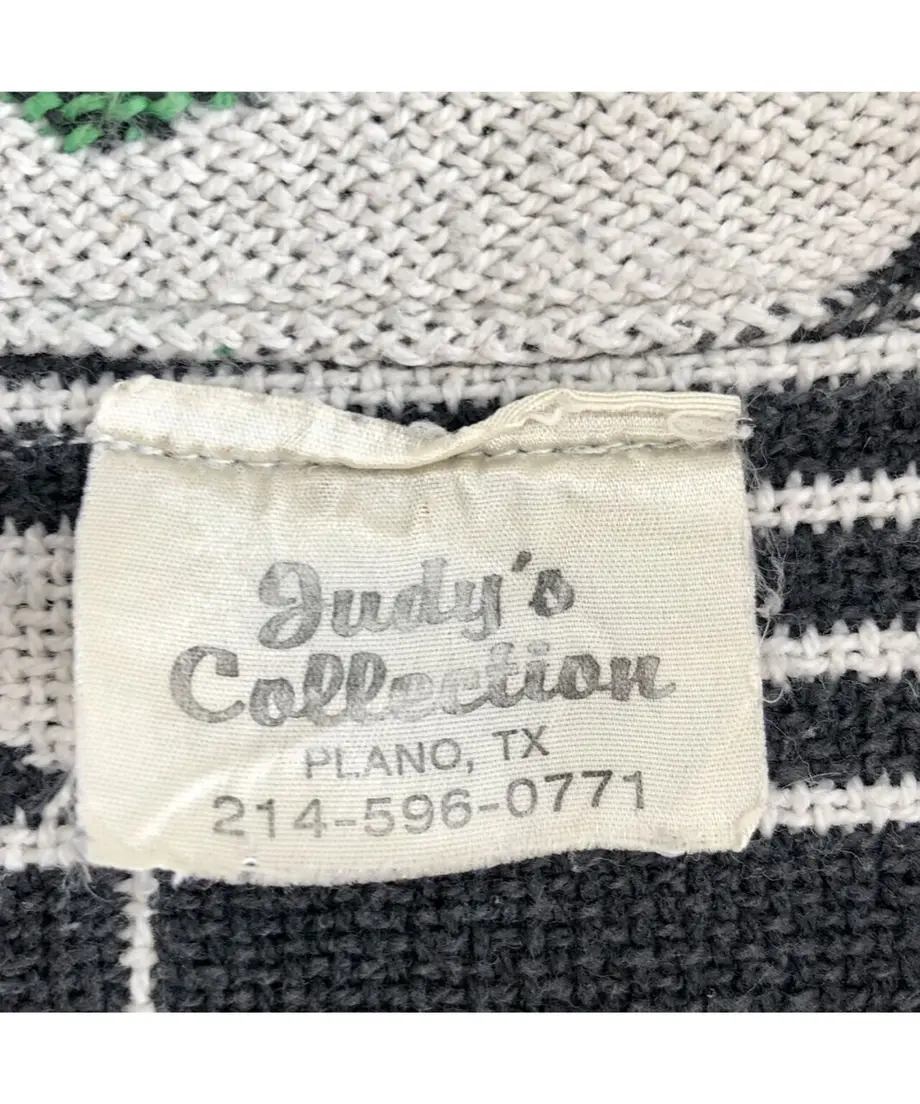 Judy's
Collection
PLANO, TX
214-596-0771